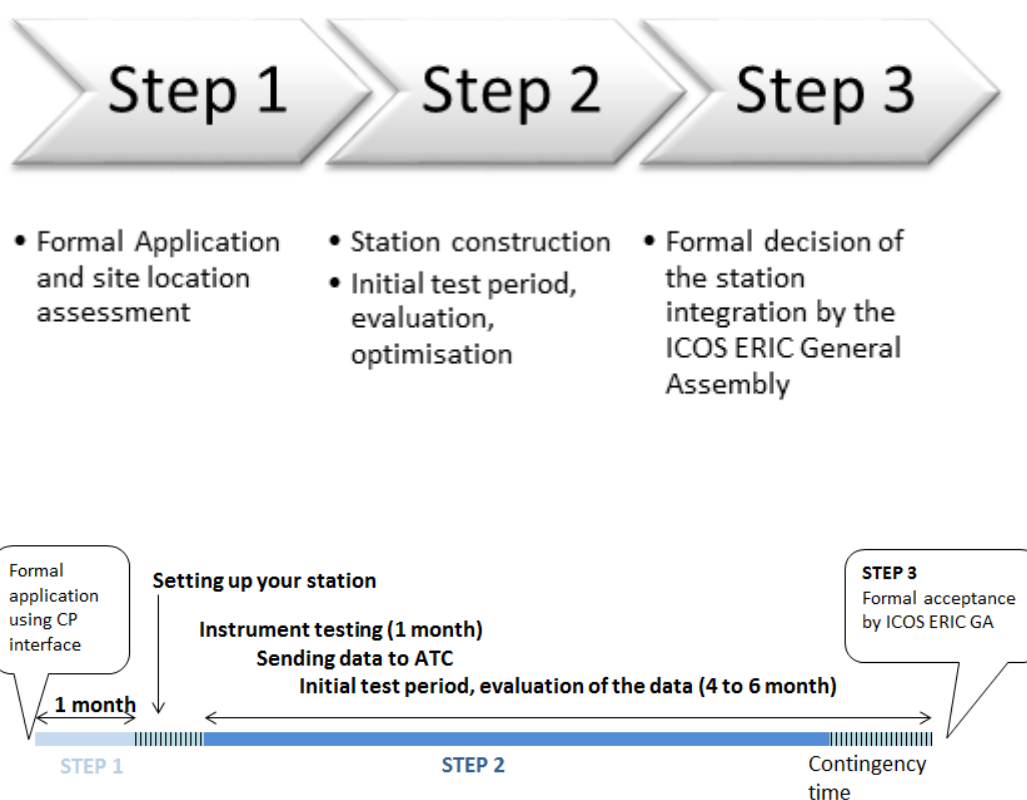 Step 1
Step 2
Step 3
• Formal Application
and site location
assessment
• Station construction
• Initial test period,
evaluation,
optimisation
• Formal decision of
the station
integration by the
ICOS ERIC General
Assembly
Formal
application
using CP
interface
Setting up your station
Instrument testing (1 month)
Sending data to ATC
Initial test period, evaluation of the data (4 to 6 month)
1 month
STEP 3
Formal acceptance
by ICOS ERIC GA
STEP 1
STEP 2
Contingency
time